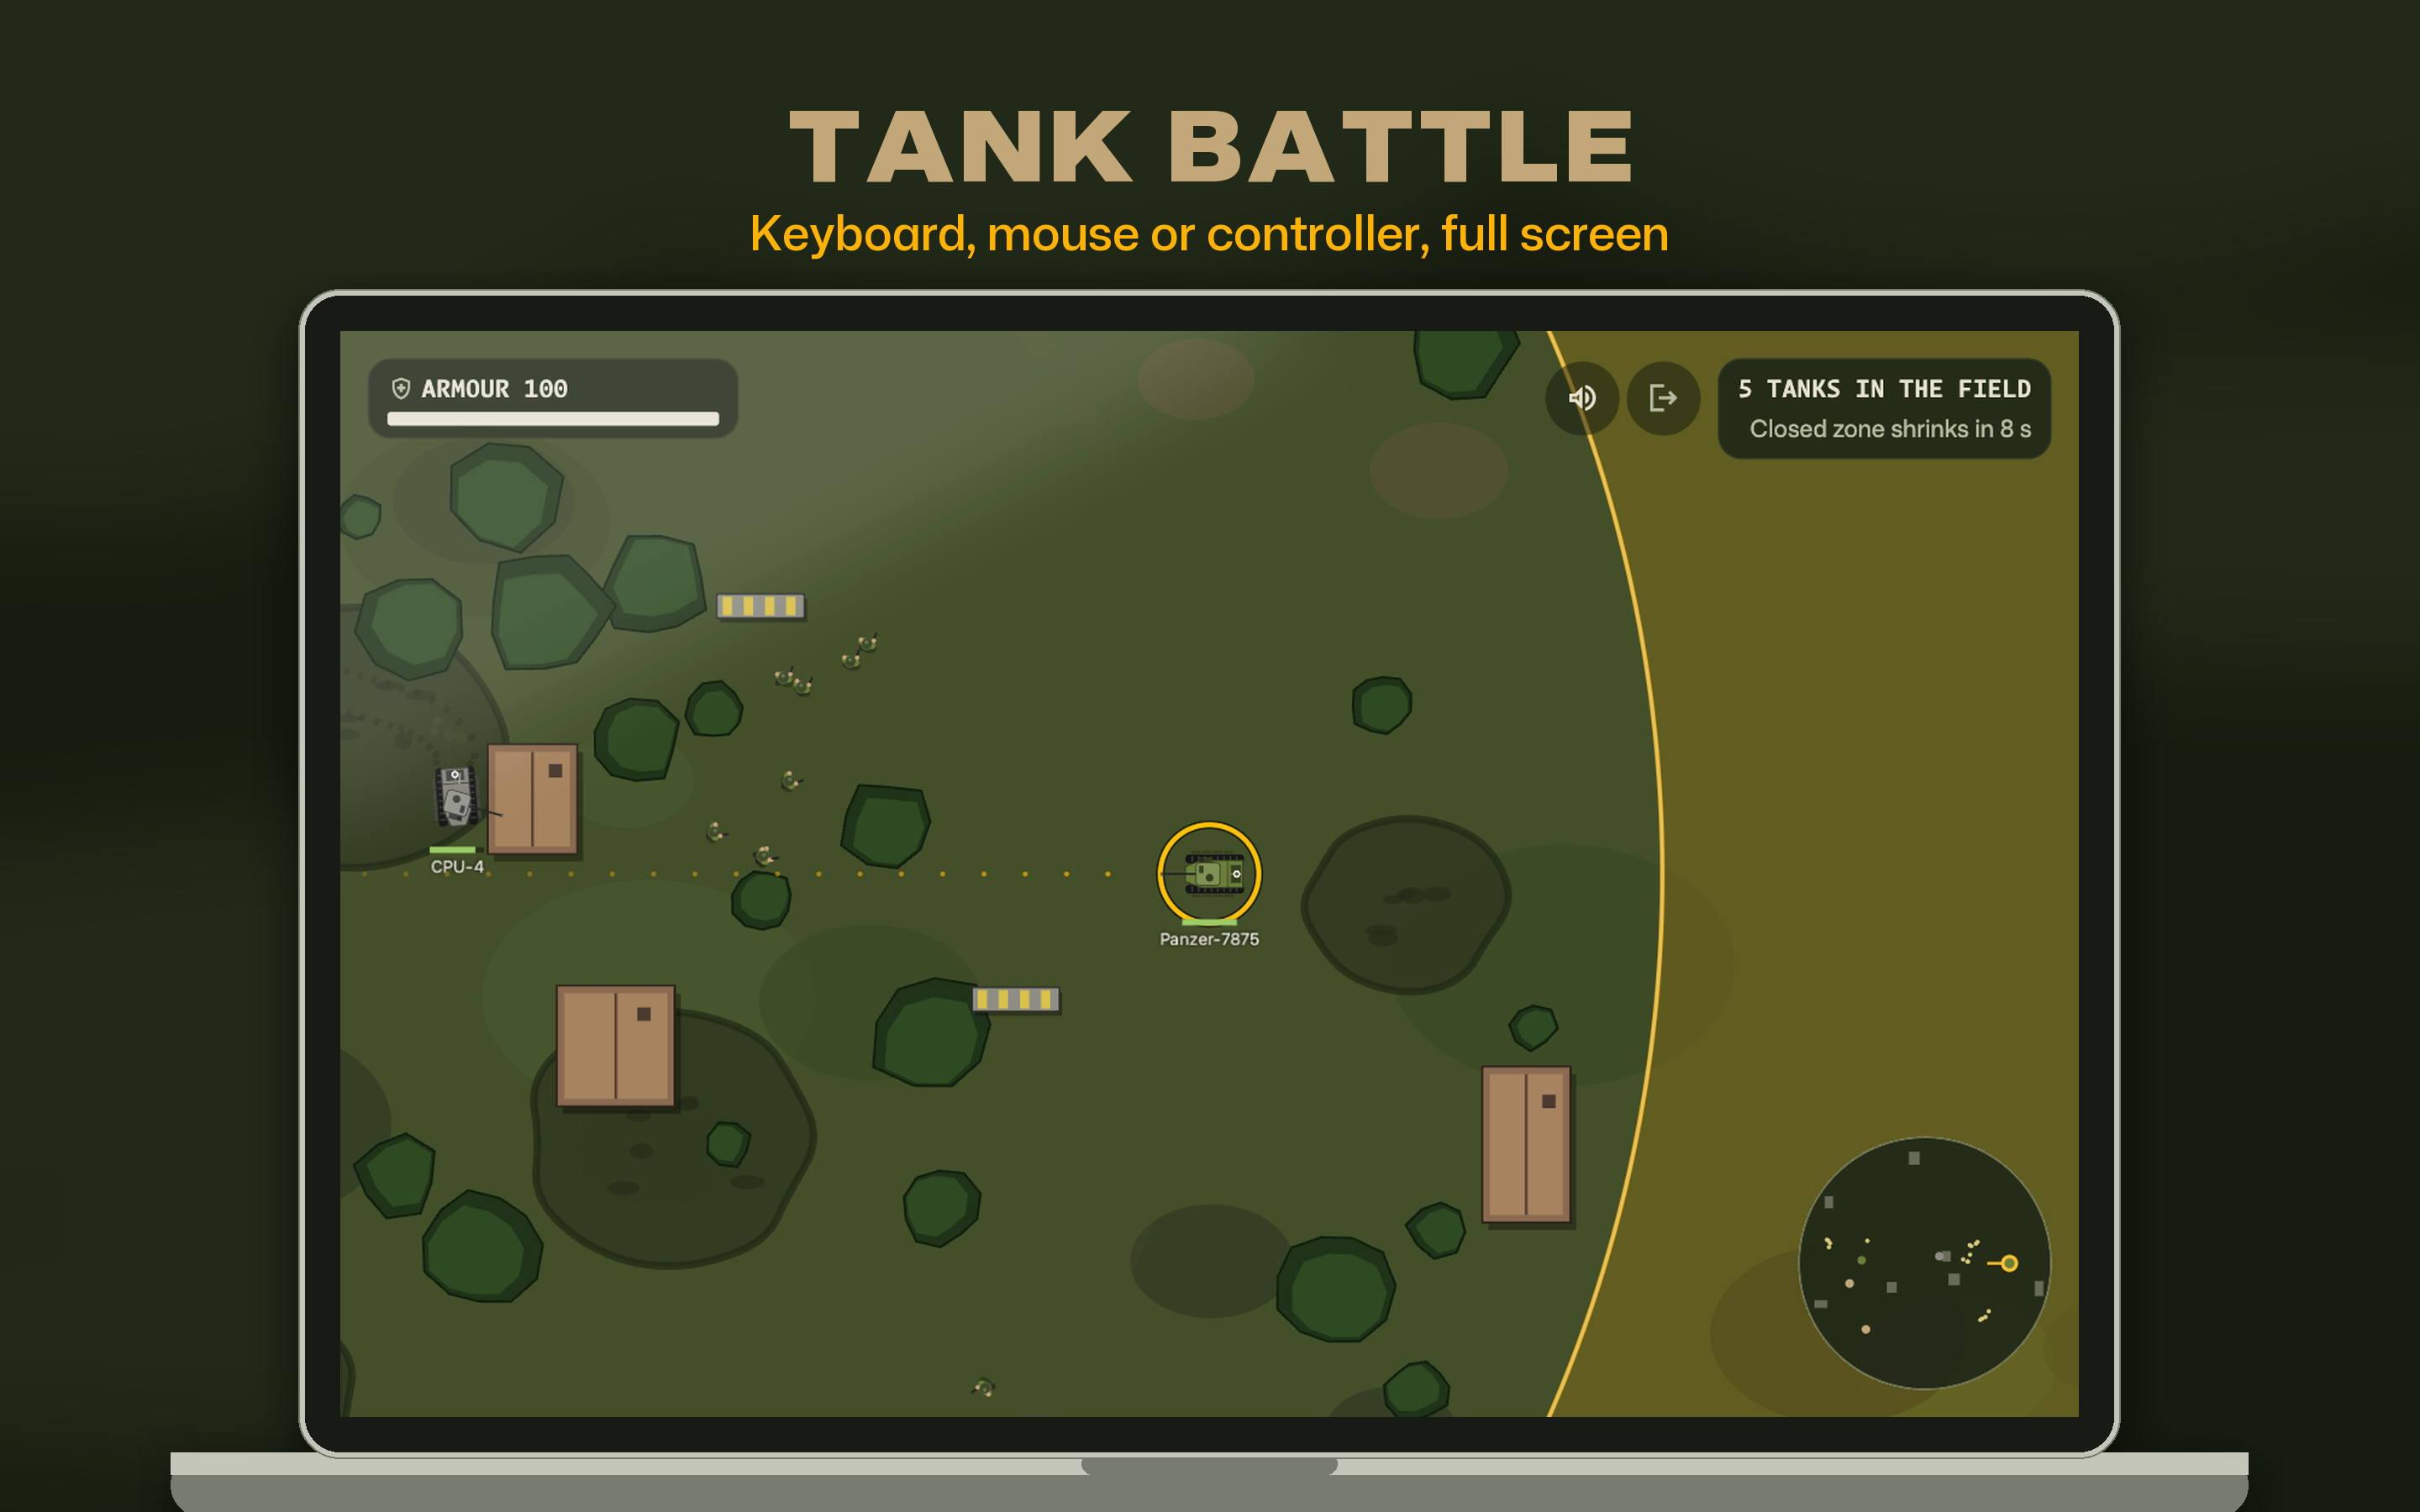 TANK BATTLE
Keyboard, mouse or controller, full screen
ARMOUR 100
5 TANKS IN THE FIELD
Closed zone shrinks in 8 s
CPU-4
Panzer-7875